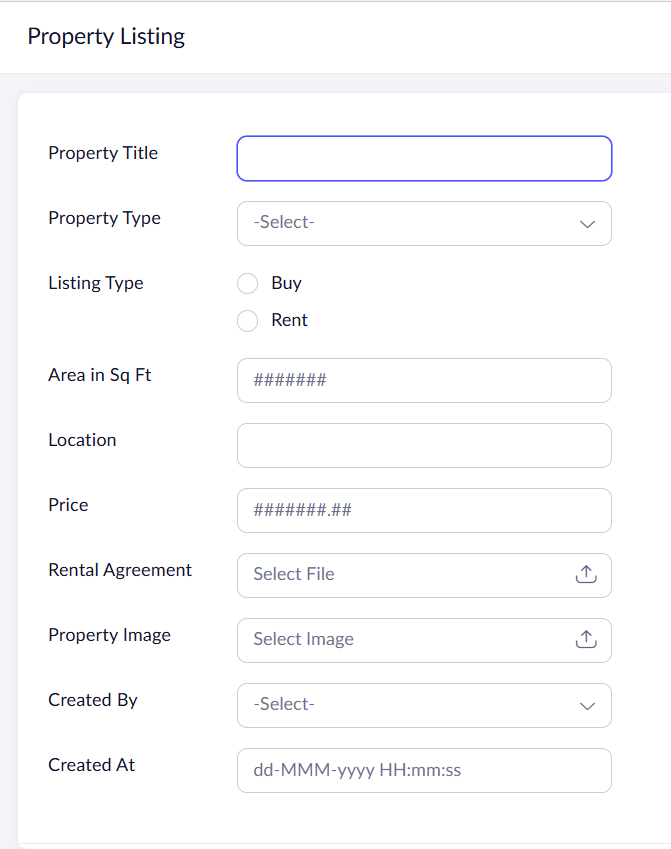 Property Listing
Property Title
Property Type
-Select-
Listing Type
Buy
Rent
Area in Sq Ft
#######
Location
Price
#######.##
Rental Agreement
Select File
Property Image
Select Image
Created By
-Select-
Created At
dd-MMM-yyyy HH:mm:ss